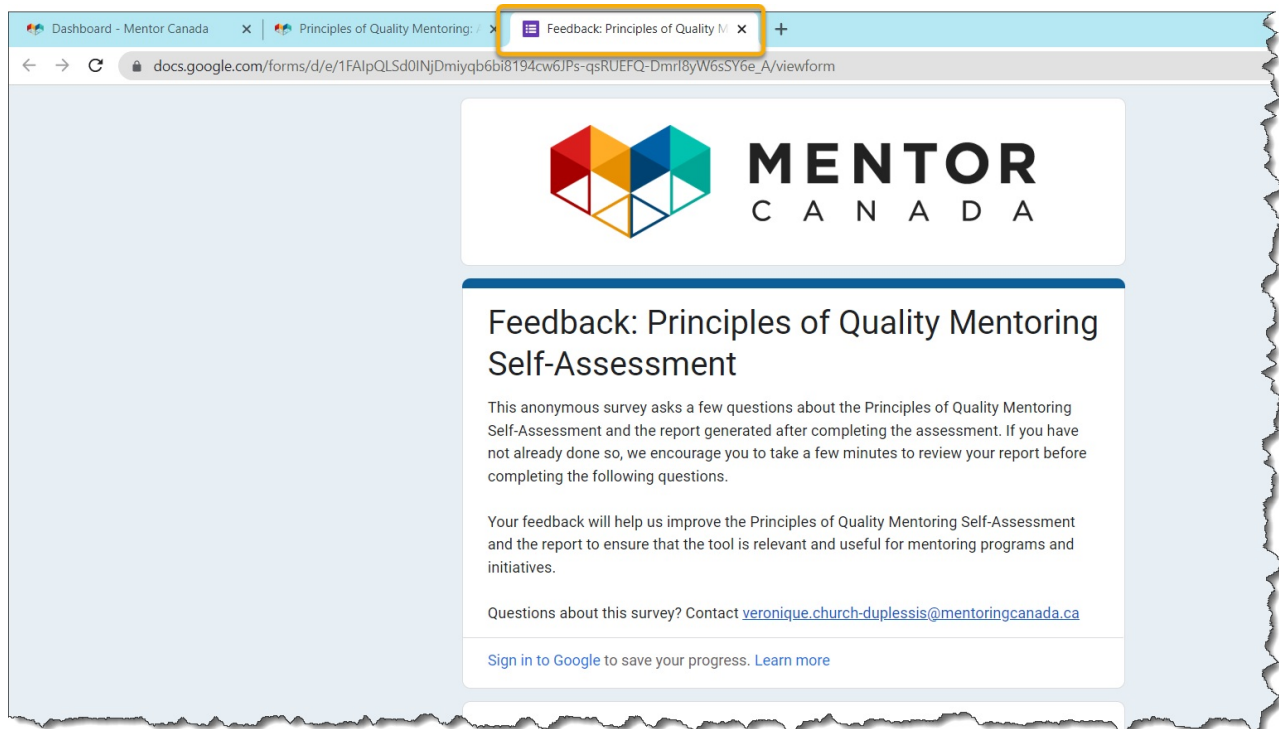 Dashboard - Mentor Canada
Principles of Quality Mentoring: /
Feedback: Principles of Quality M
docs.google.com/forms/d/e/1FAIpQLSd0INjDmiyqb6bi8194cw6JPs-qsRUEFQ-Dmrl8yW6sSY6e_A/viewform
MENTOR
CANADA
Feedback: Principles of Quality Mentoring
Self-Assessment
This anonymous survey asks a few questions about the Principles of Quality Mentoring
Self-Assessment and the report generated after completing the assessment. If you have
not already done so, we encourage you to take a few minutes to review your report before
completing the following questions.
Your feedback will help us improve the Principles of Quality Mentoring Self-Assessment
and the report to ensure that the tool is relevant and useful for mentoring programs and
initiatives.
Questions about this survey? Contact veronique.church-duplessis@mentoringcanada.ca
Sign in to Google to save your progress. Learn more